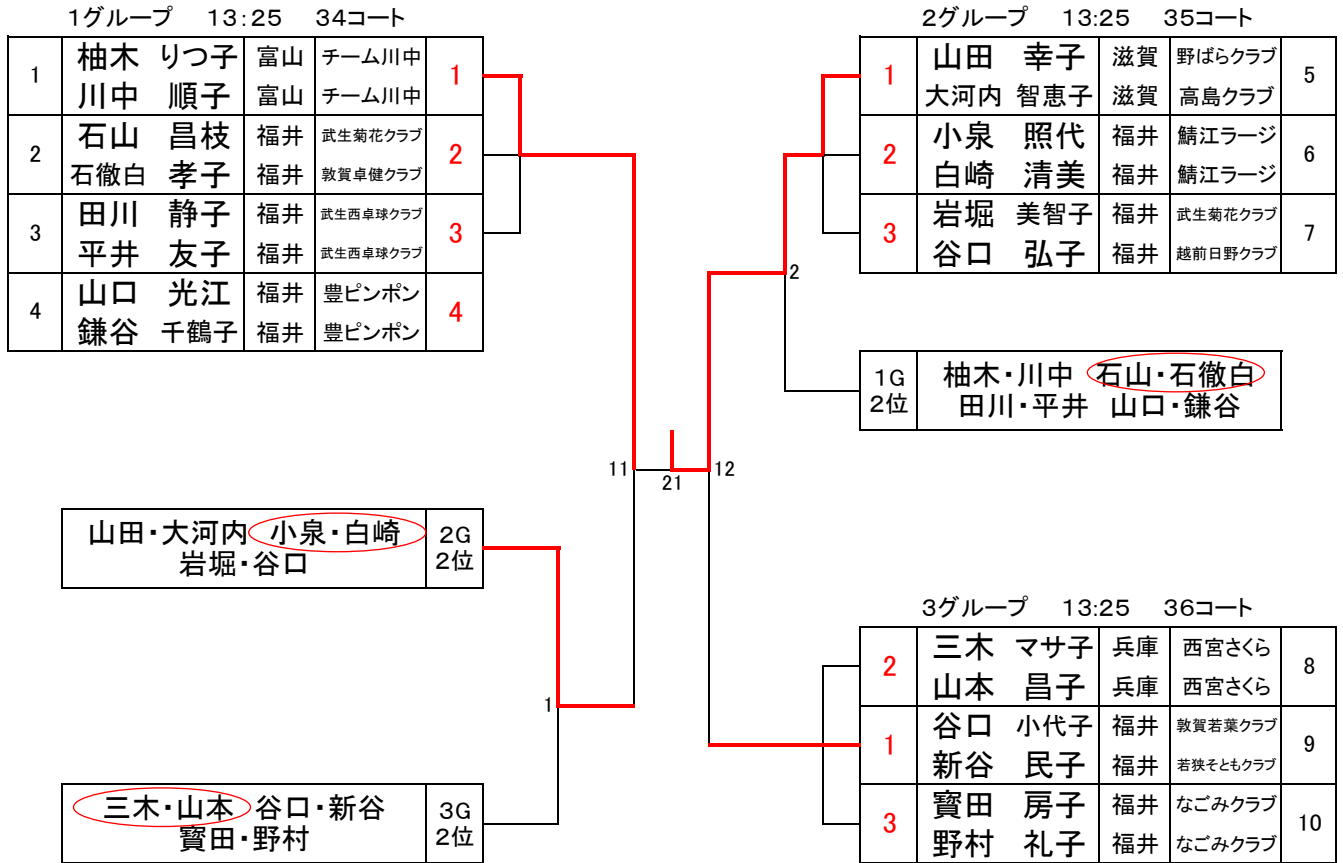 1グループ 13:25 34コート
1 柚木 りつ子 富山 チーム川中 1
川中 順子 富山 チーム川中
2 石山 昌枝 福井 武生菊花クラブ 2
石徹白 孝子 福井 敦賀卓健クラブ
3 田川 静子 福井 武生西卓球クラブ 3
平井 友子 福井 武生西卓球クラブ
4 山口 光江 福井 豊ピンポン 4
鎌谷 千鶴子 福井 豊ピンポン
2グループ 13:25 35コート
1 山田 幸子 滋賀 野ばらクラブ 5
大河内 智恵子 滋賀 高島クラブ
2 小泉 照代 福井 鯖江ラージ 6
白崎 清美 福井 鯖江ラージ
3 岩堀 美智子 福井 武生菊花クラブ 7
谷口 弘子 福井 越前日野クラブ
2
1G 柚木・川中 石山・石徹白
2位 田川・平井 山口・鎌谷
11 21 12
山田・大河内 小泉・白崎 2G
岩堀・谷口 2位
1
三木・山本 谷口・新谷 3G
寳田・野村 2位
3グループ 13:25 36コート
2 三木 マサ子 兵庫 西宮さくら 8
山本 昌子 兵庫 西宮さくら
1 谷口 小代子 福井 敦賀若葉クラブ 9
新谷 民子 福井 若狭そともクラブ
3 寳田 房子 福井 なごみクラブ 10
野村 礼子 福井 なごみクラブ